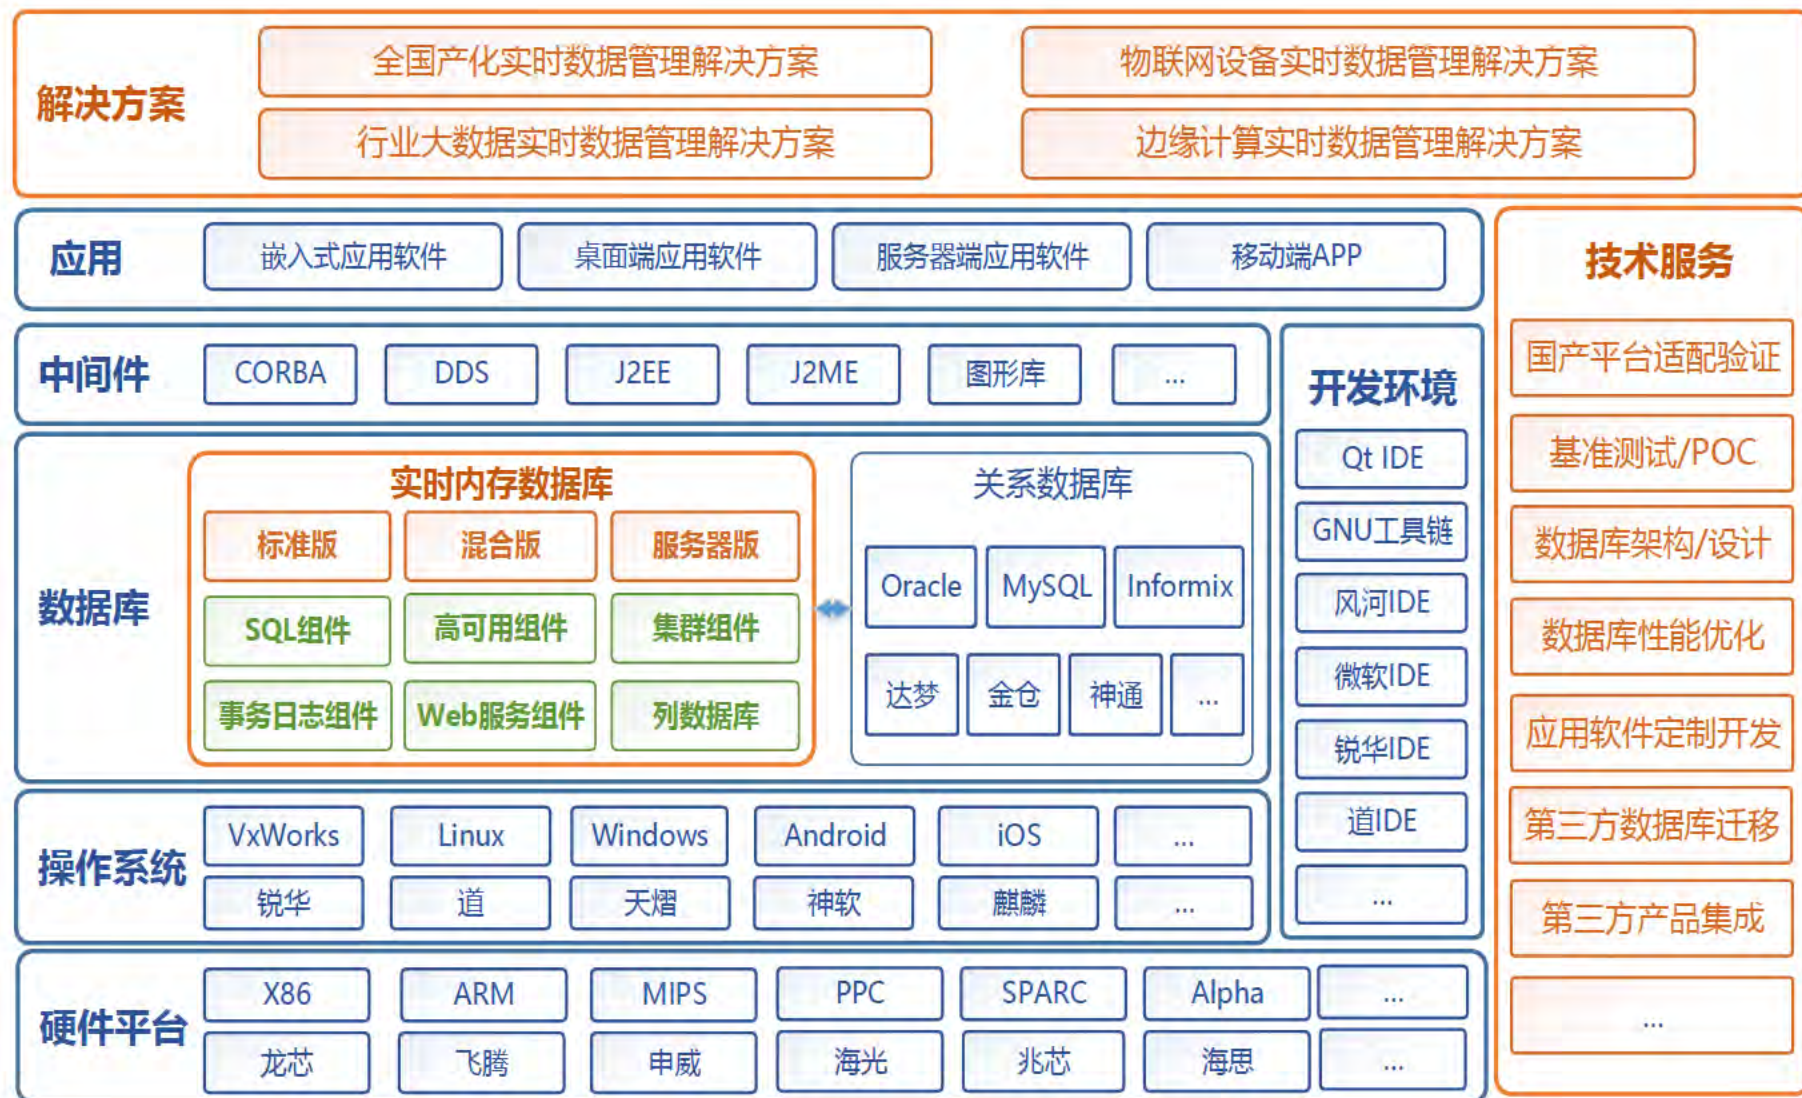 解决方案
全国产化实时数据管理解决方案
物联网设备实时数据管理解决方案
行业大数据实时数据管理解决方案
边缘计算实时数据管理解决方案
应用
嵌入式应用软件
桌面端应用软件
服务器端应用软件
移动端APP
中间件
CORBA
DDS
J2EE
J2ME
图形库
...
数据库
实时内存数据库
标准版
混合版
服务器版
SQL组件
高可用组件
集群组件
事务日志组件
Web服务组件
列数据库
关系数据库
Oracle
MySQL
Informix
达梦
金仓
神通
...
操作系统
VxWorks
Linux
Windows
Android
iOS
...
锐华
道
天熠
神软
麒麟
...
开发环境
Qt IDE
GNU工具链
风河IDE
微软IDE
锐华IDE
道IDE
...
硬件平台
X86
ARM
MIPS
PPC
SPARC
Alpha
...
龙芯
飞腾
申威
海光
兆芯
海思
...
技术服务
国产平台适配验证
基准测试/POC
数据库架构/设计
数据库性能优化
应用软件定制开发
第三方数据库迁移
第三方产品集成
...